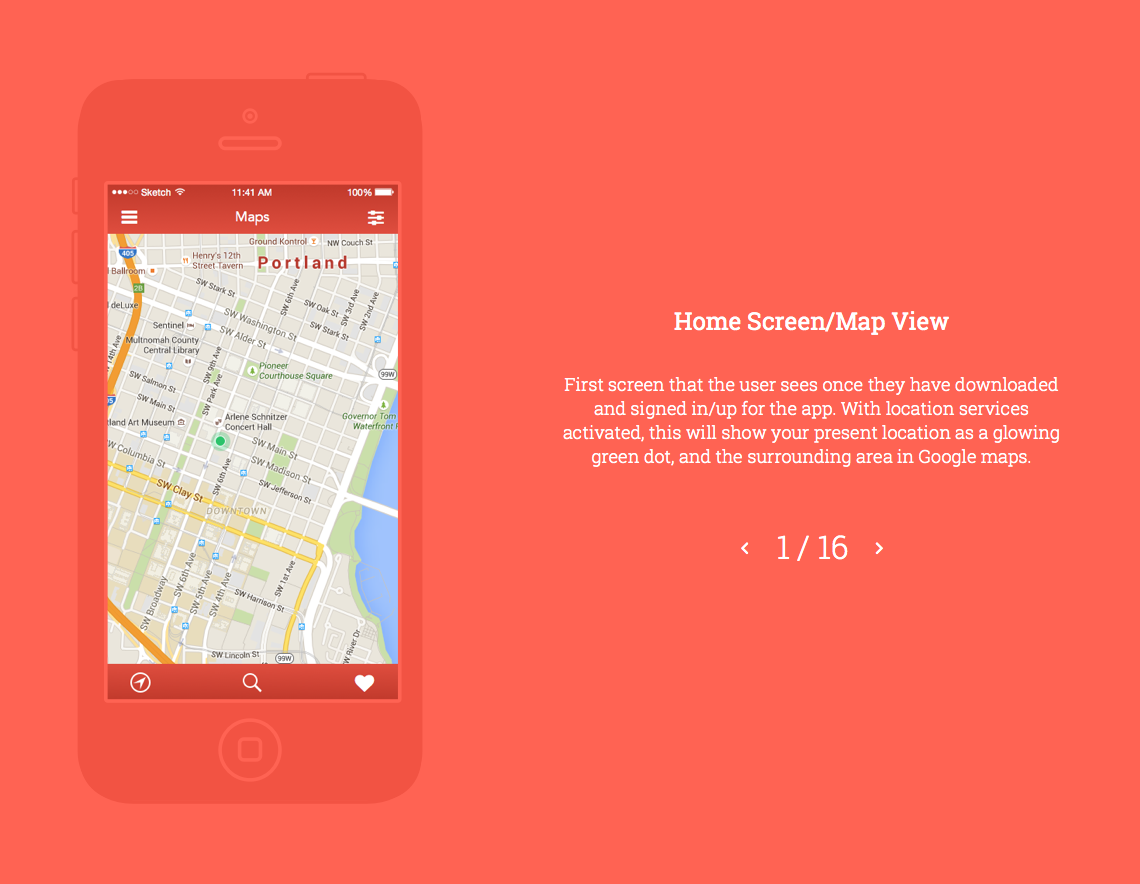 Sketch
11:41 AM
100%
Maps
Ground Kontrol
NW Couch St
405
Henry's 12th
Street Tavern
Portland
l Ballroom
26
SW Stark St
SW 6th Ave
SW Oak St
SW 3rd Ave
SW 2nd Ave
l deLuxe
SW Washington St
SW Stark St
Sentinel
SW Alder St
Multnomah County
Central Library
14th Ave
SW 9th Ave
Pioneer
Courthouse Square
99W
SW Salmon St
SW Park Ave
SW Main St
5
Arlene Schnitzer
Concert Hall
Governor Tom
Waterfront
tland Art Museum
SW Main St
SW Columbia St
SW 6th Ave
SW Madison St
SW Clay St
SW Jefferson St
DOWNTOWN
SW Broadway
SW 6th Ave
SW 5th Ave
SW 4th Ave
SW 1st Ave
SW Harrison St
SW River Dr
SW Lincoln St
99W
Home Screen/Map View
First screen that the user sees once they have downloaded
and signed in/up for the app. With location services
activated, this will show your present location as a glowing
green dot, and the surrounding area in Google maps.
‹ 1 / 16 ›